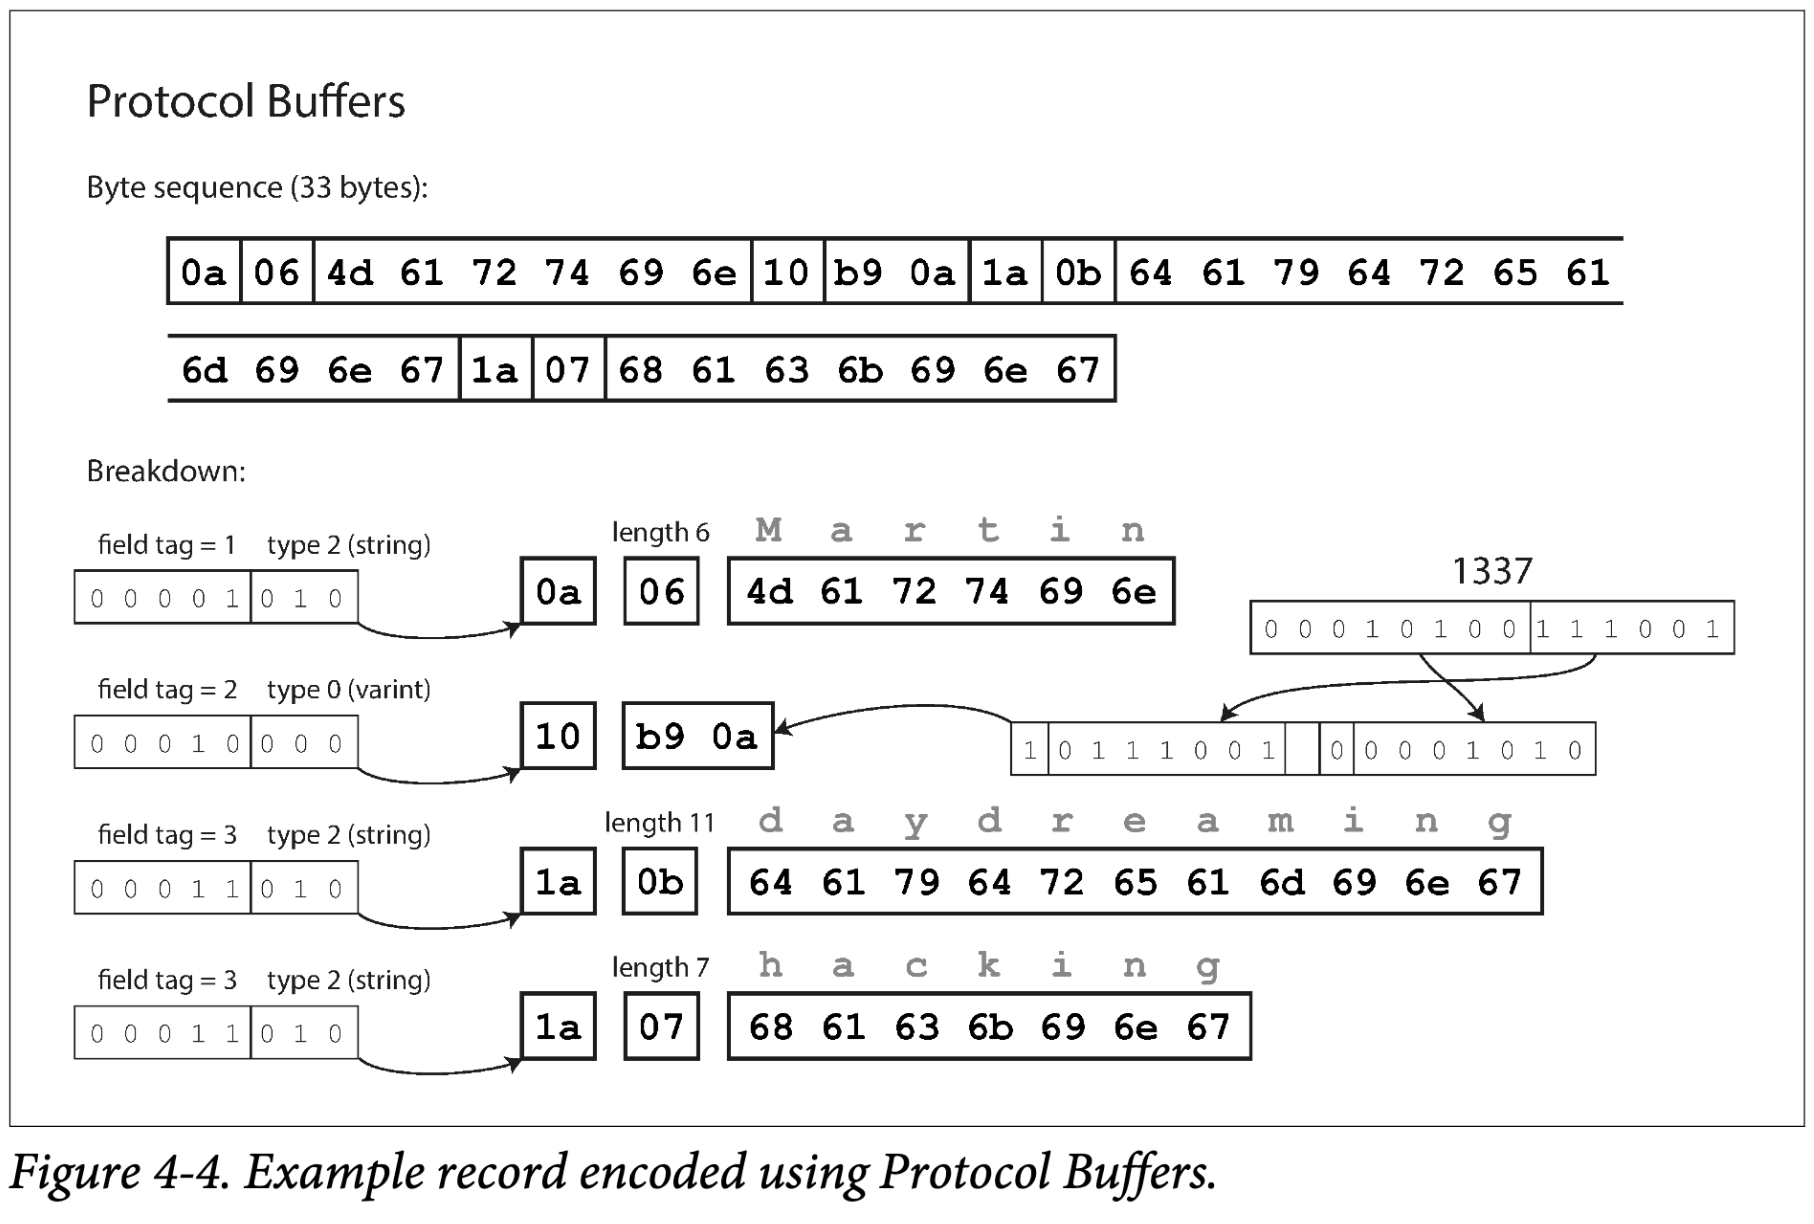 Protocol Buffers
Byte sequence (33 bytes):
0a 06 4d 61 72 74 69 6e 10 b9 0a 1a 0b 64 61 79 64 72 65 61
6d 69 6e 67 1a 07 68 61 63 6b 69 6e 67
Breakdown:
field tag = 1 type 2 (string) length 6 M a r t i n
0 0 0 0 1 0 1 0 0a 06 4d 61 72 74 69 6e
1337
0 0 0 1 0 1 0 0 1 1 1 0 0 1
field tag = 2 type 0 (varint)
0 0 0 1 0 0 0 0 10 b9 0a 1 0 1 1 1 0 0 1 0 0 0 0 1 0 1 0
field tag = 3 type 2 (string) length 11 d a y d r e a m i n g
0 0 0 1 1 0 1 0 1a 0b 64 61 79 64 72 65 61 6d 69 6e 67
field tag = 3 type 2 (string) length 7 h a c k i n g
0 0 0 1 1 0 1 0 1a 07 68 61 63 6b 69 6e 67
Figure 4-4. Example record encoded using Protocol Buffers.